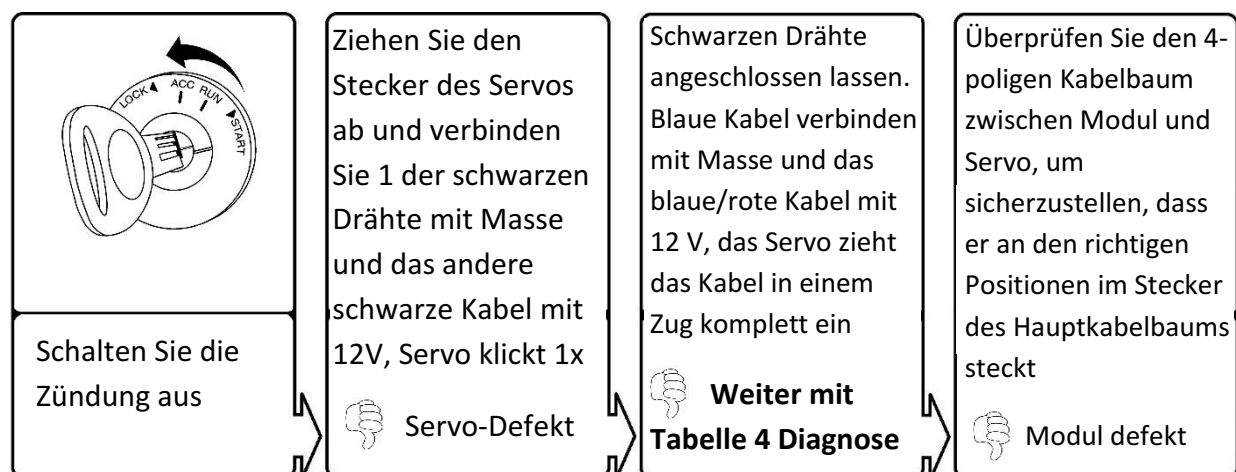 LOCK ACC RUN START
Schalten Sie die
Zündung aus
Ziehen Sie den
Stecker des Servos
ab und verbinden
Sie 1 der schwarzen
Drähte mit Masse
und das andere
schwarze Kabel mit
12V, Servo klickt 1x
Servo-Defekt
Schwarzen Drähte
angeschlossen lassen.
Blaue Kabel verbinden
mit Masse und das
blaue/rote Kabel mit
12 V, das Servo zieht
das Kabel in einem
Zug komplett ein
Weiter mit
Tabelle 4 Diagnose
Überprüfen Sie den 4-
poligen Kabelbaum
zwischen Modul und
Servo, um
sicherzustellen, dass
er an den richtigen
Positionen im Stecker
des Hauptkabelbaums
steckt
Modul defekt